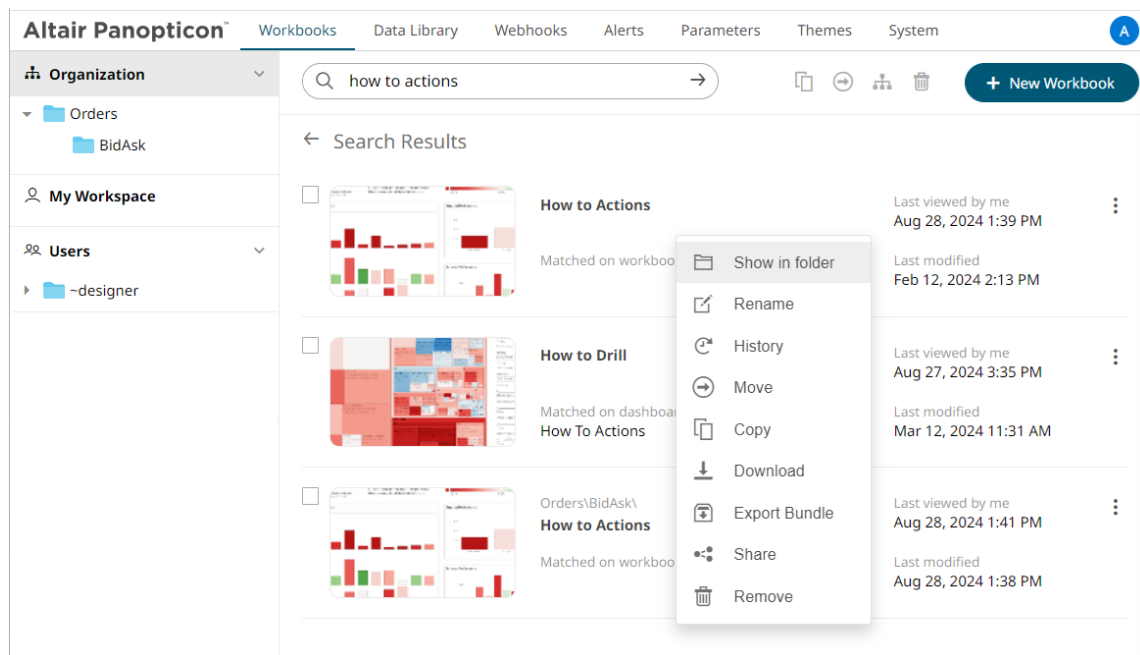 Altair Panopticon™ Workbooks Data Library Webhooks Alerts Parameters Themes System A
Organization
Orders
BidAsk
My Workspace
Users
~designer
how to actions
+ New Workbook
Search Results
How to Actions
Matched on workboo
Last viewed by me
Aug 28, 2024 1:39 PM
Last modified
Feb 12, 2024 2:13 PM
How to Drill
Matched on dashboa
How To Actions
Last viewed by me
Aug 27, 2024 3:35 PM
Last modified
Mar 12, 2024 11:31 AM
Orders\BidAsk\
How to Actions
Matched on workboo
Last viewed by me
Aug 28, 2024 1:41 PM
Last modified
Aug 28, 2024 1:38 PM
Show in folder
Rename
History
Move
Copy
Download
Export Bundle
Share
Remove